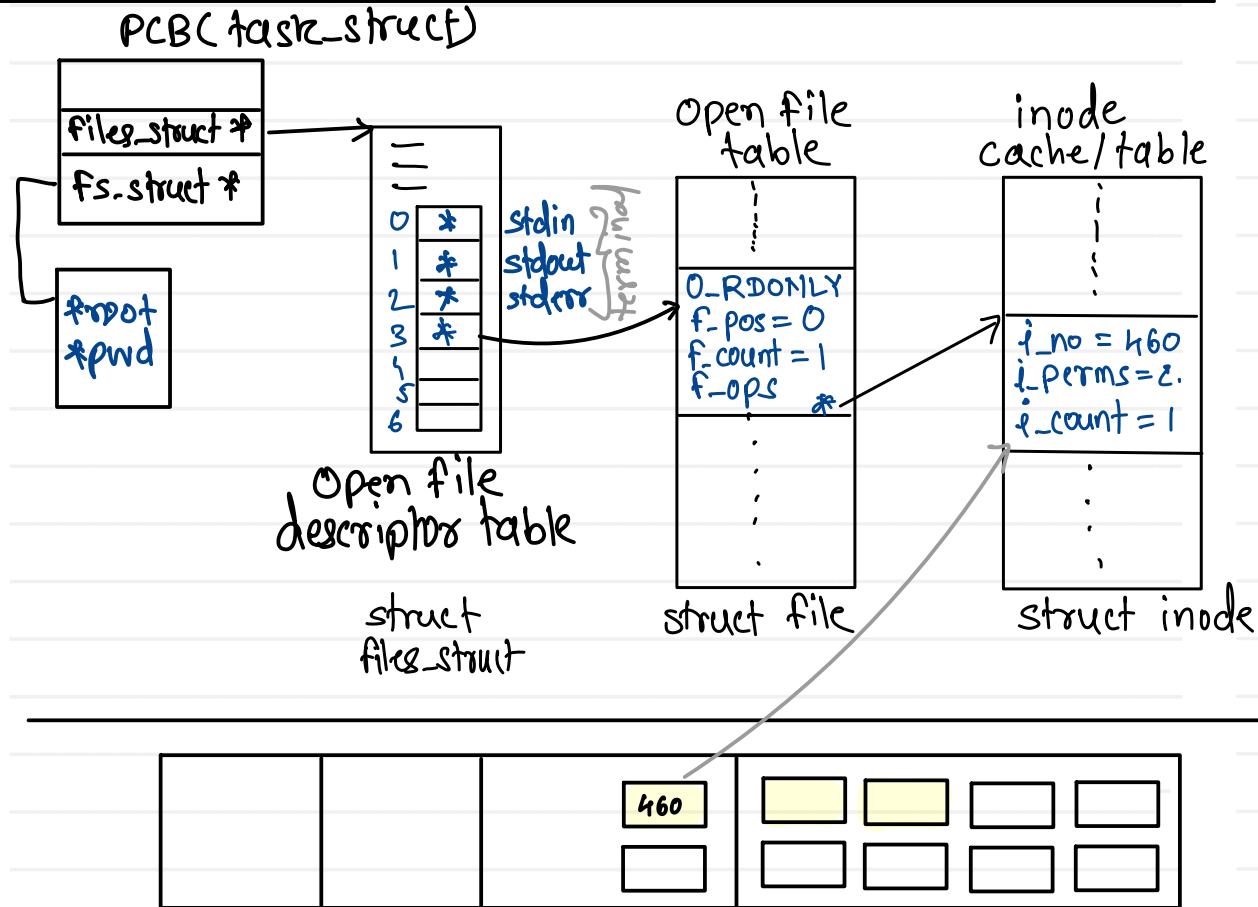 PCB(task_struct)
files_struct *
fs_struct *
*root
*pwd
0 * stdin
1 * stdout
2 * stderr
3 *
4
5
6
Open file
descriptor table
struct
files_struct
Open file
table
O_RDONLY
f_pos = 0
f_count = 1
f_ops
*
struct file
inode
cache/table
i_no = 460
i_perms=2.
i_count = 1
struct inode
460